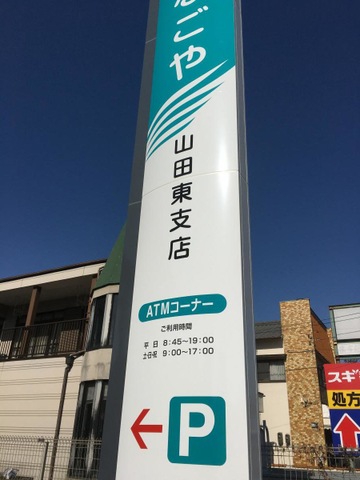 なごや
山田東支店
ATMコーナー
ご利用時間
平 日 8:45〜19:00
土日祝 9:00〜17:00
P
スギ
処方